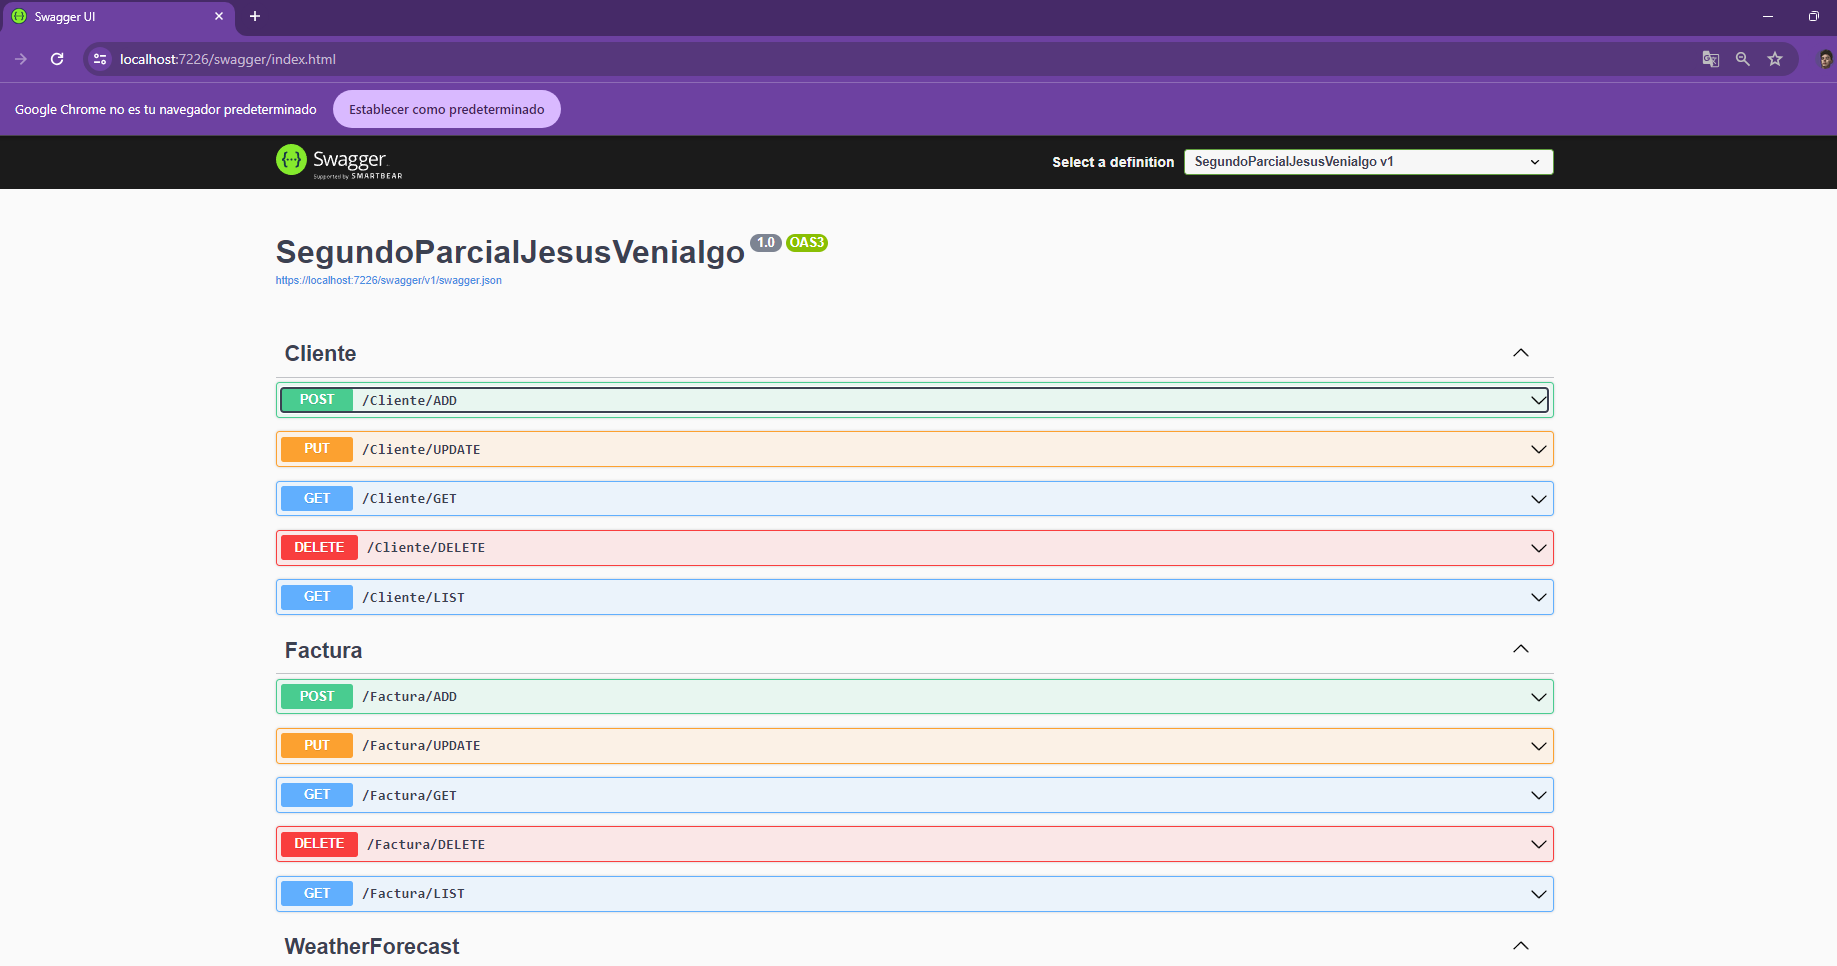 Swagger UI
localhost:7226/swagger/index.html
Google Chrome no es tu navegador predeterminado
Establecer como predeterminado
Swagger
Supported by SMARTBEAR
Select a definition
SegundoParcialJesusVenialgo v1
SegundoParcialJesusVenialgo 1.0 OAS3
https://localhost:7226/swagger/v1/swagger.json
Cliente
POST /Cliente/ADD
PUT /Cliente/UPDATE
GET /Cliente/GET
DELETE /Cliente/DELETE
GET /Cliente/LIST
Factura
POST /Factura/ADD
PUT /Factura/UPDATE
GET /Factura/GET
DELETE /Factura/DELETE
GET /Factura/LIST
WeatherForecast